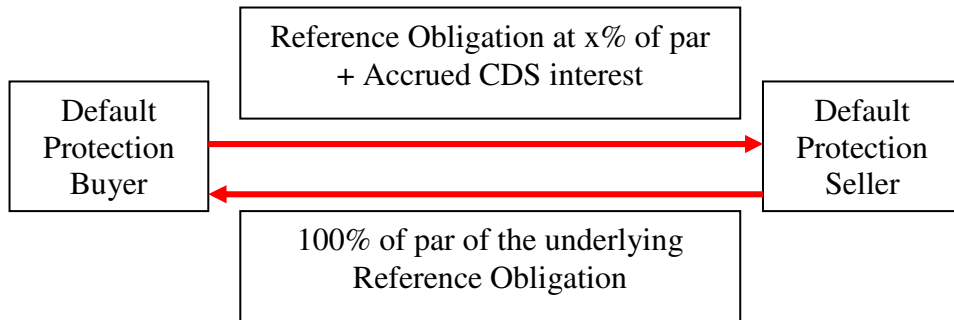 Reference Obligation at x% of par
+ Accrued CDS interest
Default
Protection
Buyer
Default
Protection
Seller
100% of par of the underlying
Reference Obligation